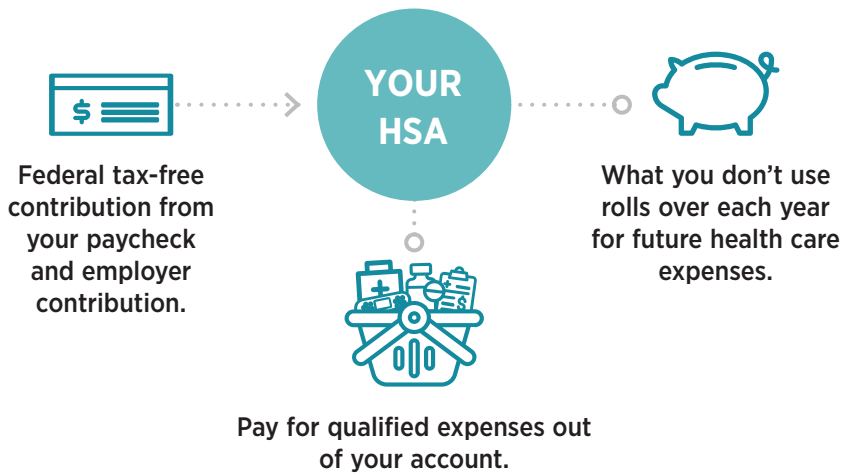 YOUR
HSA
$
Federal tax-free
contribution from
your paycheck
and employer
contribution.
What you don’t use
rolls over each year
for future health care
expenses.
$
Pay for qualified expenses out
of your account.